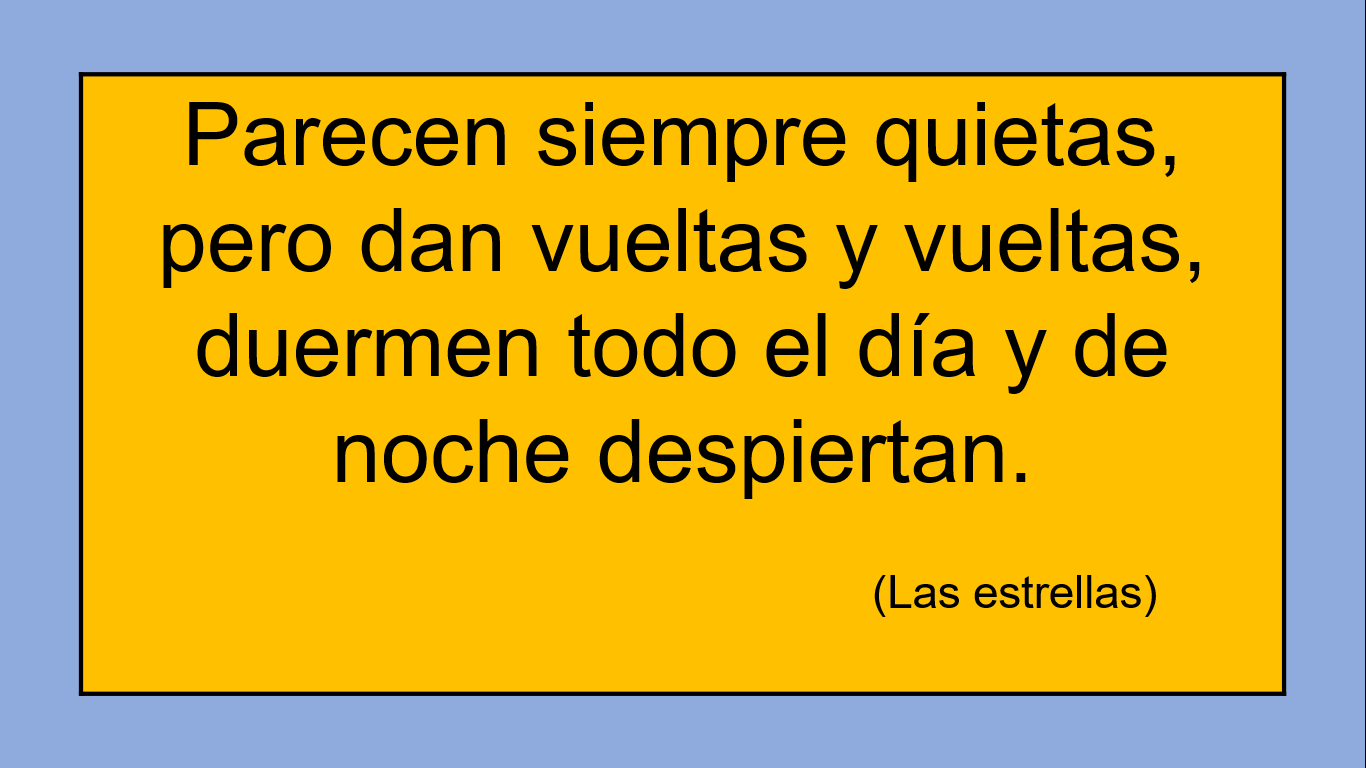 Parecen siempre quietas,
pero dan vueltas y vueltas,
duermen todo el día y de
noche despiertan.
(Las estrellas)